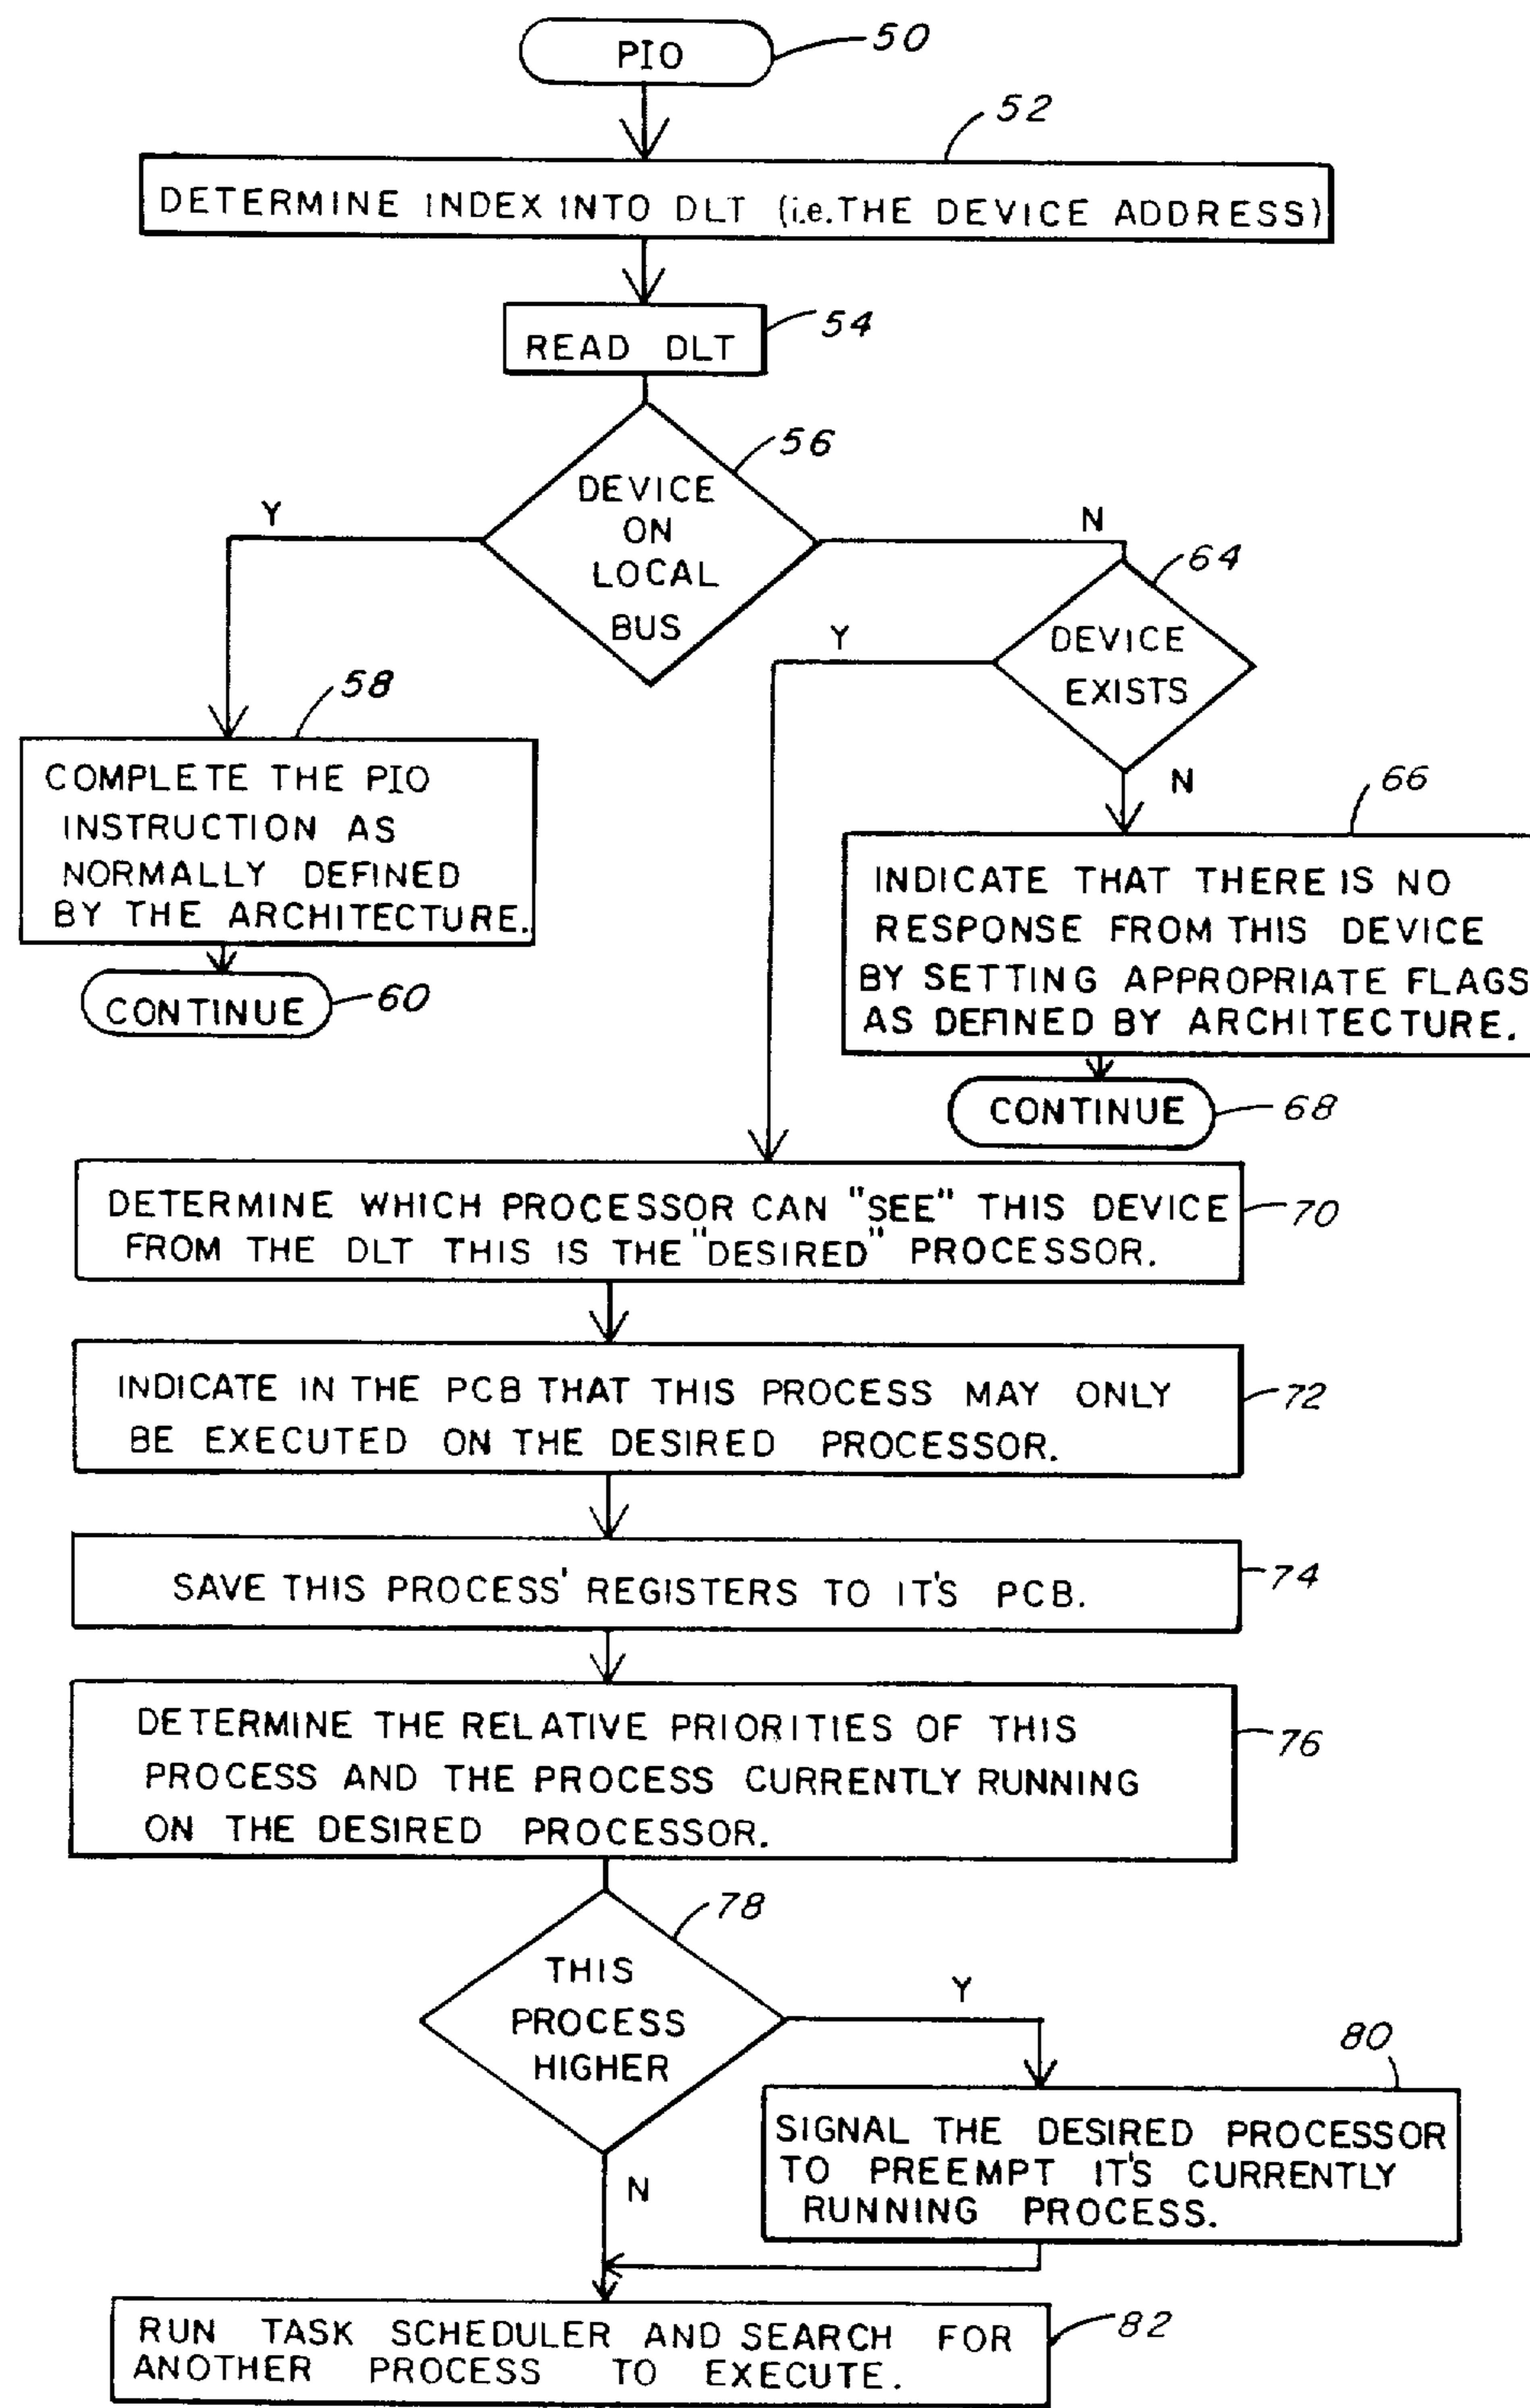 PIO
50
52
DETERMINE INDEX INTO DLT (i.e. THE DEVICE ADDRESS)
54
READ DLT
56
DEVICE
ON
LOCAL
BUS
Y
N
64
DEVICE
EXISTS
Y
N
58
COMPLETE THE PIO
INSTRUCTION AS
NORMALLY DEFINED
BY THE ARCHITECTURE.
CONTINUE
60
66
INDICATE THAT THERE IS NO
RESPONSE FROM THIS DEVICE
BY SETTING APPROPRIATE FLAGS
AS DEFINED BY ARCHITECTURE.
CONTINUE
68
DETERMINE WHICH PROCESSOR CAN "SEE" THIS DEVICE
FROM THE DLT THIS IS THE "DESIRED" PROCESSOR.
70
INDICATE IN THE PCB THAT THIS PROCESS MAY ONLY
BE EXECUTED ON THE DESIRED PROCESSOR.
72
SAVE THIS PROCESS' REGISTERS TO IT'S PCB.
74
DETERMINE THE RELATIVE PRIORITIES OF THIS
PROCESS AND THE PROCESS CURRENTLY RUNNING
ON THE DESIRED PROCESSOR.
76
78
THIS
PROCESS
HIGHER
Y
N
80
SIGNAL THE DESIRED PROCESSOR
TO PREEMPT IT'S CURRENTLY
RUNNING PROCESS.
RUN TASK SCHEDULER AND SEARCH FOR
ANOTHER PROCESS TO EXECUTE.
82